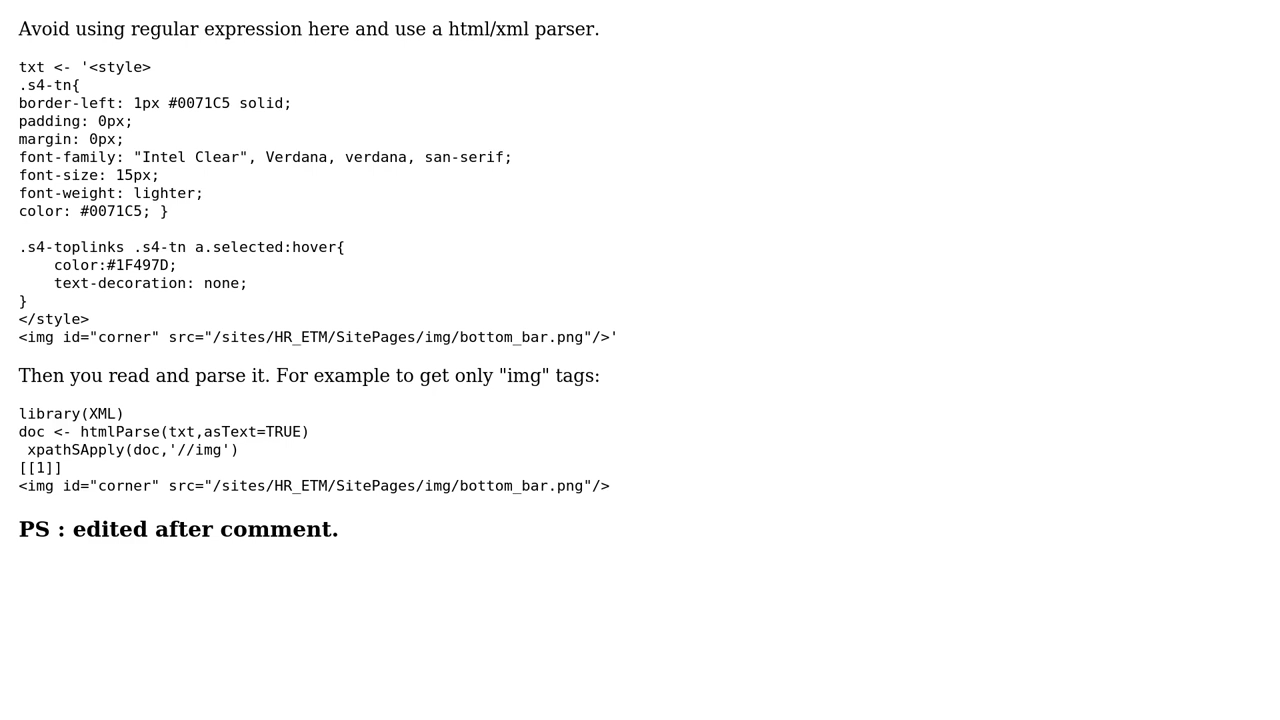 Avoid using regular expression here and use a html/xml parser.
txt <- '<style>
.s4-tn{
border-left: 1px #0071C5 solid;
padding: 0px;
margin: 0px;
font-family: "Intel Clear", Verdana, verdana, san-serif;
font-size: 15px;
font-weight: lighter;
color: #0071C5; }

.s4-toplinks .s4-tn a.selected:hover{
    color:#1F497D;
    text-decoration: none;
}
</style>
<img id="corner" src="/sites/HR_ETM/SitePages/img/bottom_bar.png"/>'
Then you read and parse it. For example to get only "img" tags:
library(XML)
doc <- htmlParse(txt,asText=TRUE)
 xpathSApply(doc,'//img')
[[1]]
<img id="corner" src="/sites/HR_ETM/SitePages/img/bottom_bar.png"/>
PS : edited after comment.